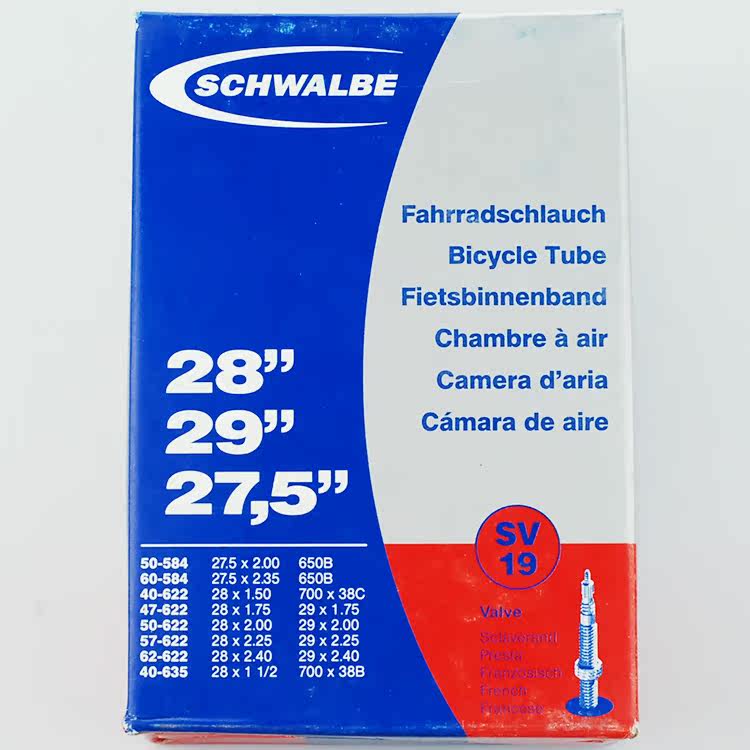 SCHWALBE
Fahrradschlauch
Bicycle Tube
Fietsbinnenband
Chambre à air
Camera d’aria
Cámara de aire
28”
29”
27,5”
50-584 27.5 x 2.00 650B
60-584 27.5 x 2.35 650B
40-622 28 x 1.50 700 x 38C
47-622 28 x 1.75 29 x 1.75
50-622 28 x 2.00 29 x 2.00
57-622 28 x 2.25 29 x 2.25
62-622 28 x 2.40 29 x 2.40
40-635 28 x 1 1/2 700 x 38B
SV
19
Valve
Sclaverand
Presta
Französisch
French
Francese